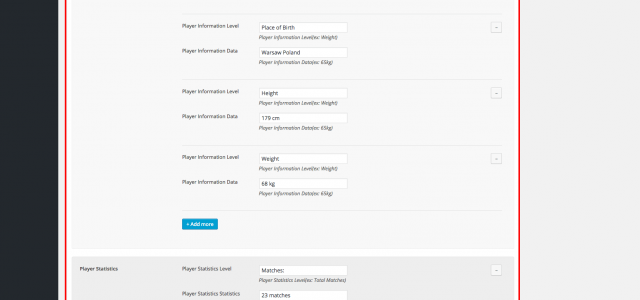 Player Information Level Place of Birth
Player Information Level(ex: Weight)
Player Information Data Warsaw Poland
Player Information Data(ex: 65kg)
Player Information Level Height
Player Information Level(ex: Weight)
Player Information Data 179 cm
Player Information Data(ex: 65kg)
Player Information Level Weight
Player Information Level(ex: Weight)
Player Information Data 68 kg
Player Information Data(ex: 65kg)
+ Add more
Player Statistics Player Statistics Level Matches:
Player Statistics Level(ex: Total Matches)
Player Statistics Statistics 23 matches